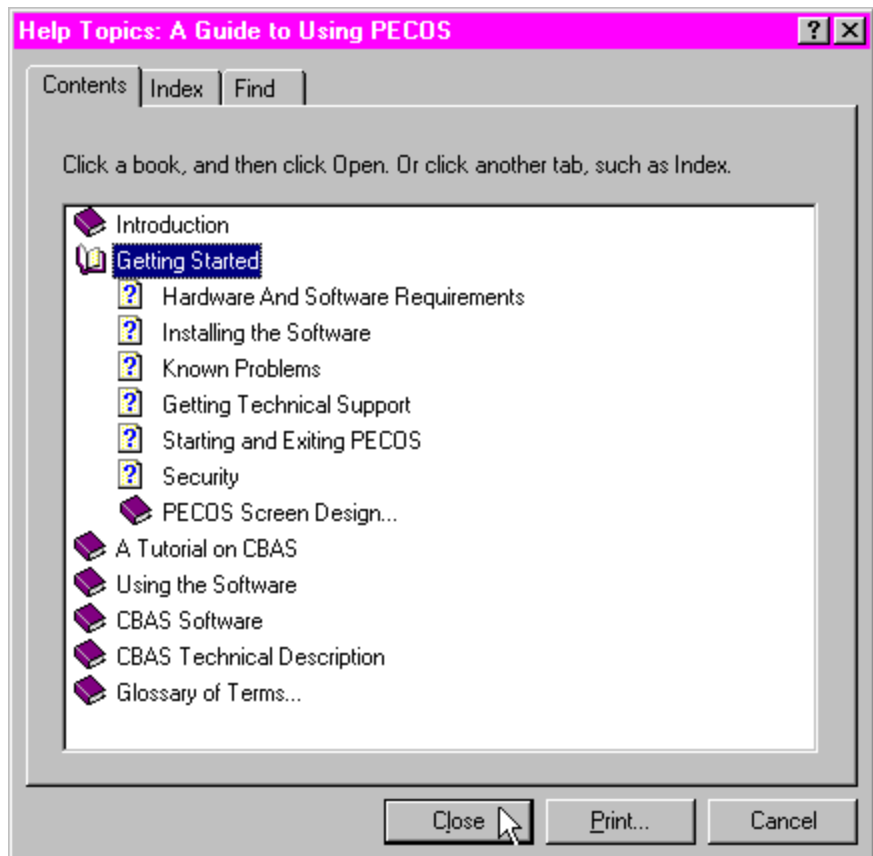 Help Topics: A Guide to Using PECOS
Contents Index Find
Click a book, and then click Open. Or click another tab, such as Index.
Introduction
Getting Started
Hardware And Software Requirements
Installing the Software
Known Problems
Getting Technical Support
Starting and Exiting PECOS
Security
PECOS Screen Design...
A Tutorial on CBAS
Using the Software
CBAS Software
CBAS Technical Description
Glossary of Terms...
Close Print... Cancel